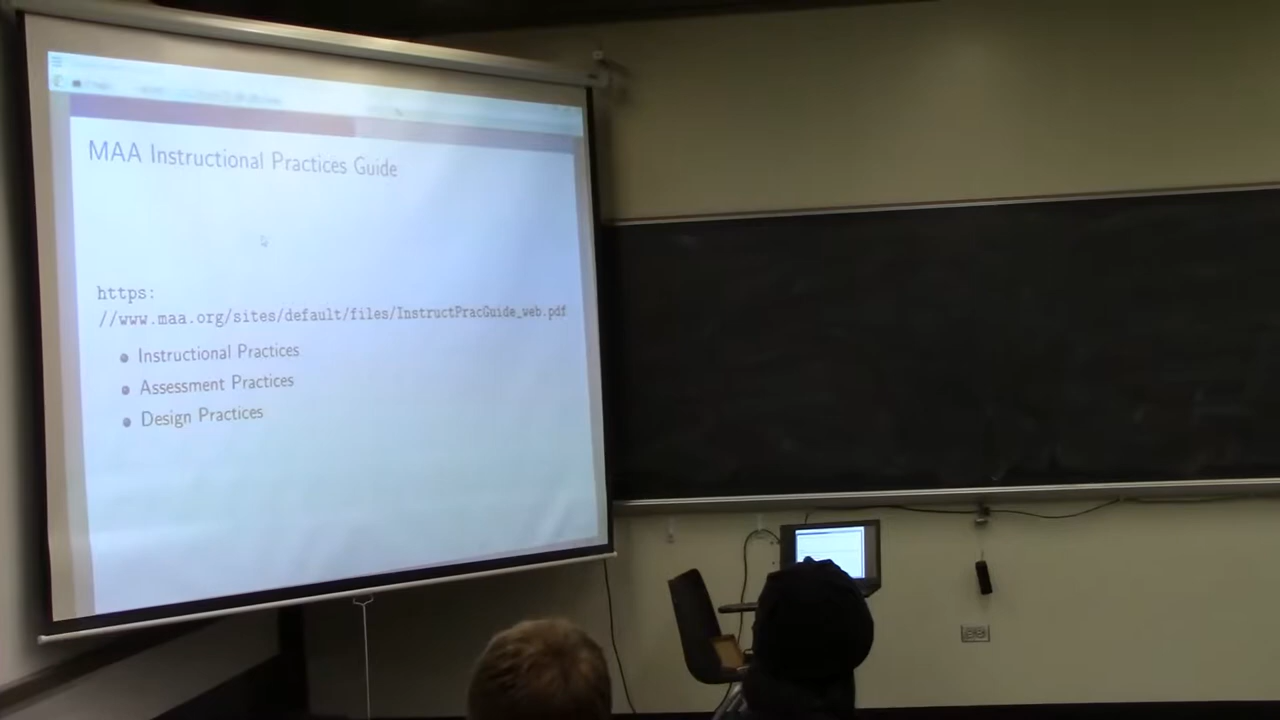 MAA Instructional Practices Guide
https:
//www.maa.org/sites/default/files/InstructPracGuide_web.pdf
Instructional Practices
Assessment Practices
Design Practices